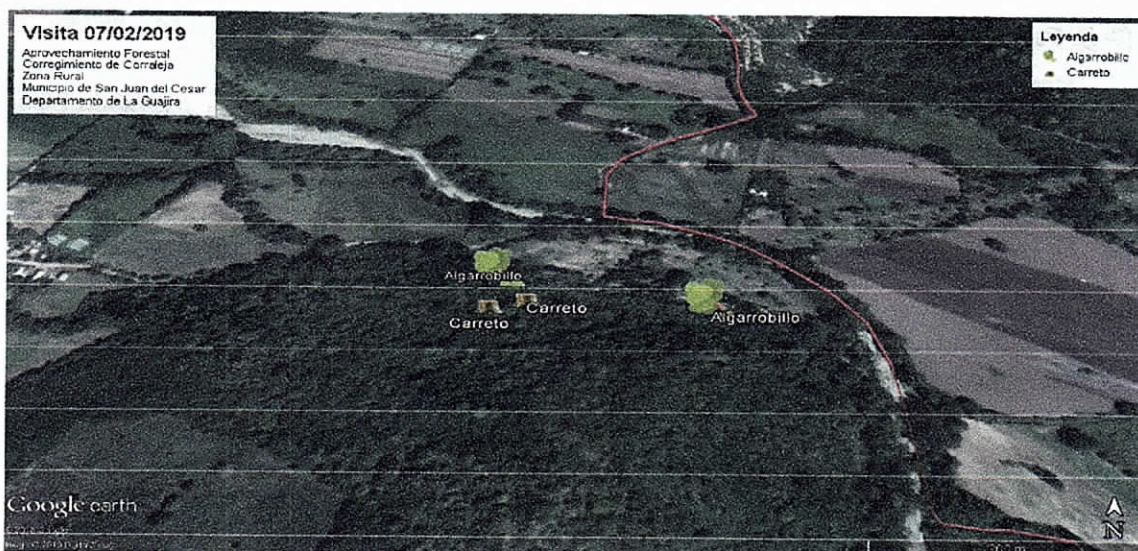 Visita 07/02/2019
Aprovechamiento Forestal
Corregimiento de Corraleja
Zona Rural
Municipio de San Juan del Cesar
Departamento de La Guajira
Leyenda
Algarrobillo
Carreto
Algarrobillo
Carreto
Carreto
Algarrobillo
Google earth
N